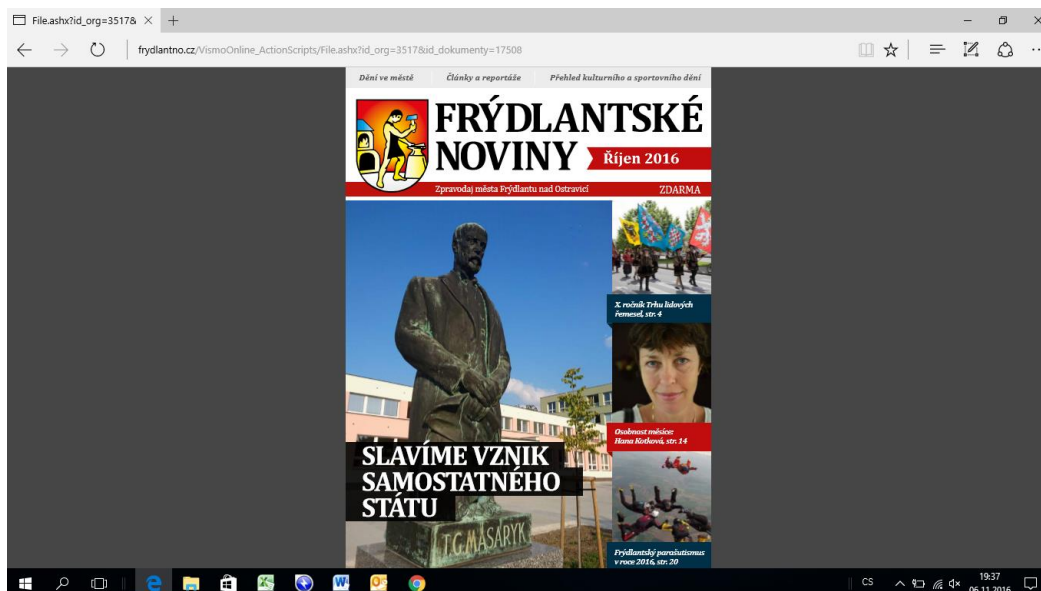 File.ashx?id_org=3517&
frydlantno.cz/VismoOnline_ActionScripts/File.ashx?id_org=3517&id_dokumenty=17508
Dění ve městě
Články a reportáže
Přehled kulturního a sportovního dění
FRÝDLANTSKÉ
NOVINY
Říjen 2016
Zpravodaj města Frýdlantu nad Ostravicí
ZDARMA
X. ročník Trhu lidových
řemesel, str. 4
Osobnost měsíce:
Hana Kotková, str. 14
SLAVÍME VZNIK
SAMOSTATNÉHO
STÁTU
T.G.MASARYK
Frýdlantský parašutismus
v roce 2016, str. 20
CS
19:37
06.11.2016